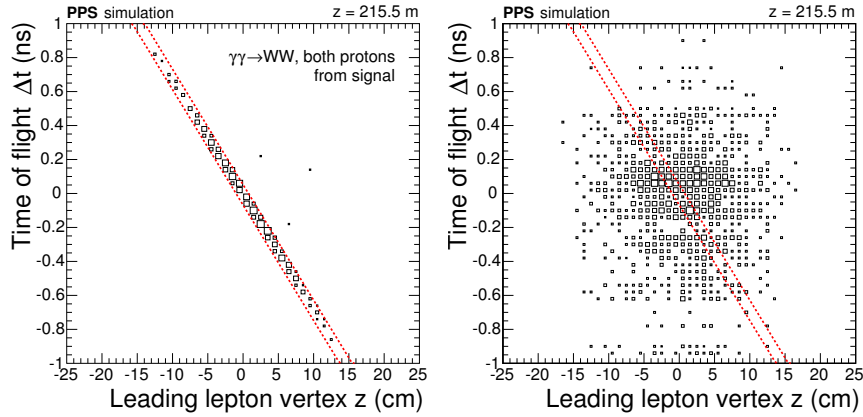 PPS simulation z = 215.5 m
Time of flight Δt (ns)
1
0.8
0.6
0.4
0.2
0
-0.2
-0.4
-0.6
-0.8
-1
γγ→WW, both protons
from signal
-25 -20 -15 -10 -5 0 5 10 15 20 25
Leading lepton vertex z (cm)
PPS simulation z = 215.5 m
Time of flight Δt (ns)
1
0.8
0.6
0.4
0.2
0
-0.2
-0.4
-0.6
-0.8
-1
-25 -20 -15 -10 -5 0 5 10 15 20 25
Leading lepton vertex z (cm)